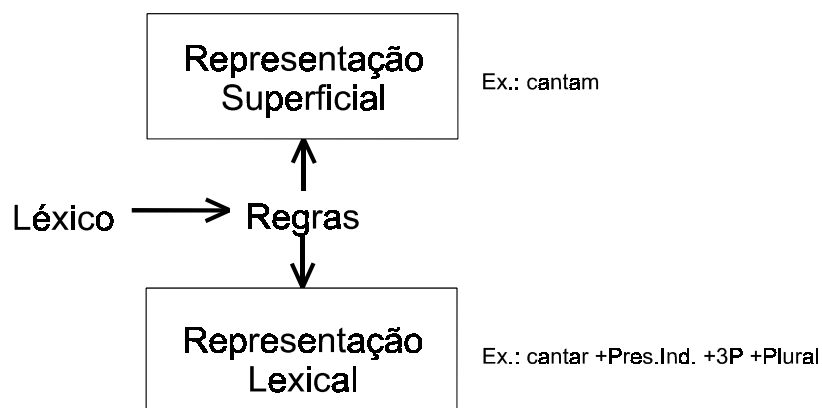 Representação
Superficial
Ex.: cantam
Léxico
Regras
Representação
Lexical
Ex.: cantar +Pres.Ind. +3P +Plural